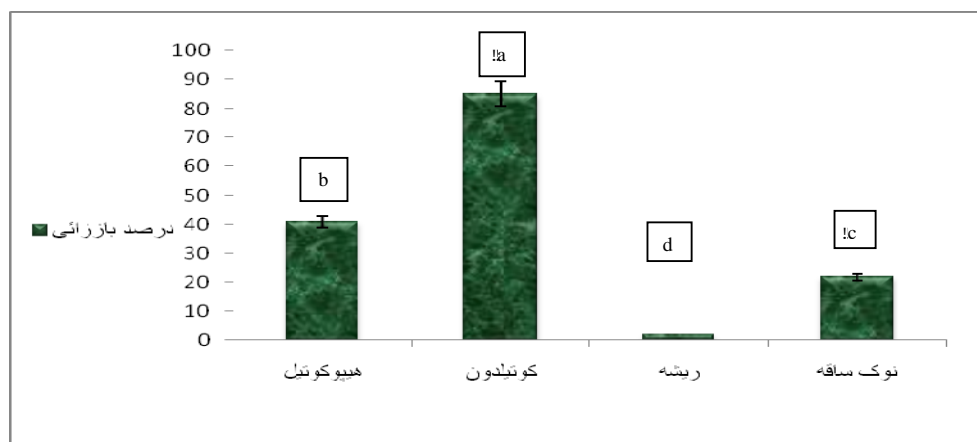 100
90
80
70
60
50
40
30
20
10
0
!a
b
d
!c
درصد باززائی
هیپوکوتیل
کوتیلدون
ریشه
نوک ساقه